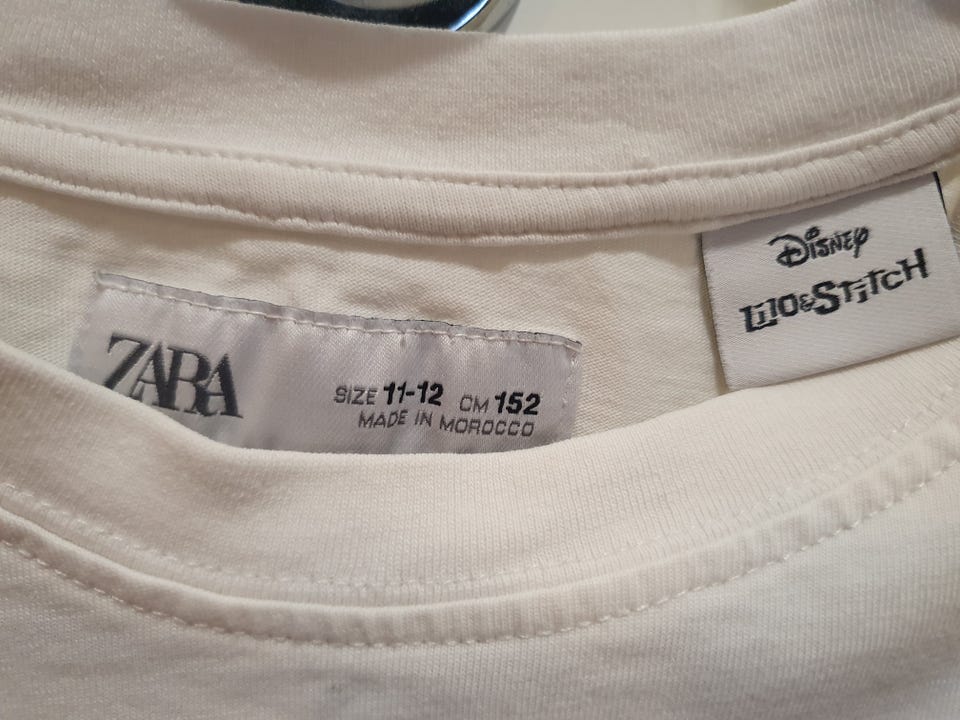 ZARA
SIZE 11-12 CM 152
MADE IN MOROCCO
Disney
LILO&STITCH